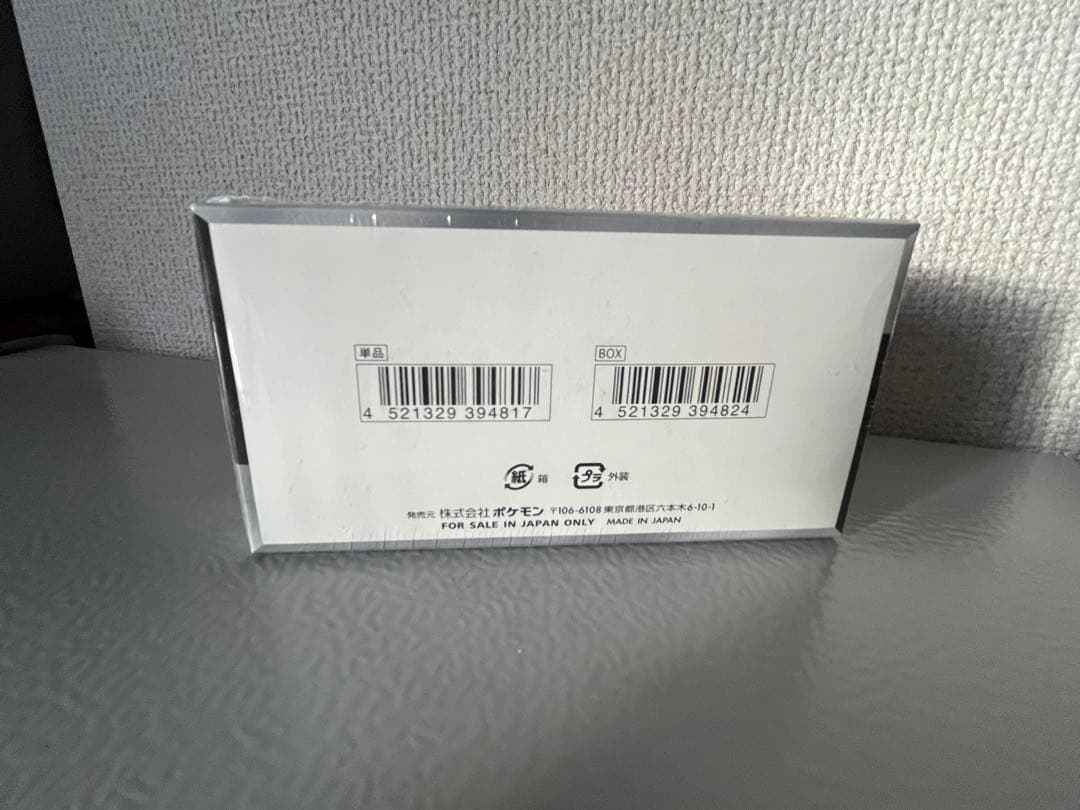 単品
BOX
4 521329 394817
4 521329 394824
紙 箱
プラ 外装
発売元 株式会社 ポケモン 〒106-6108 東京都港区六本木6-10-1
FOR SALE IN JAPAN ONLY MADE IN JAPAN